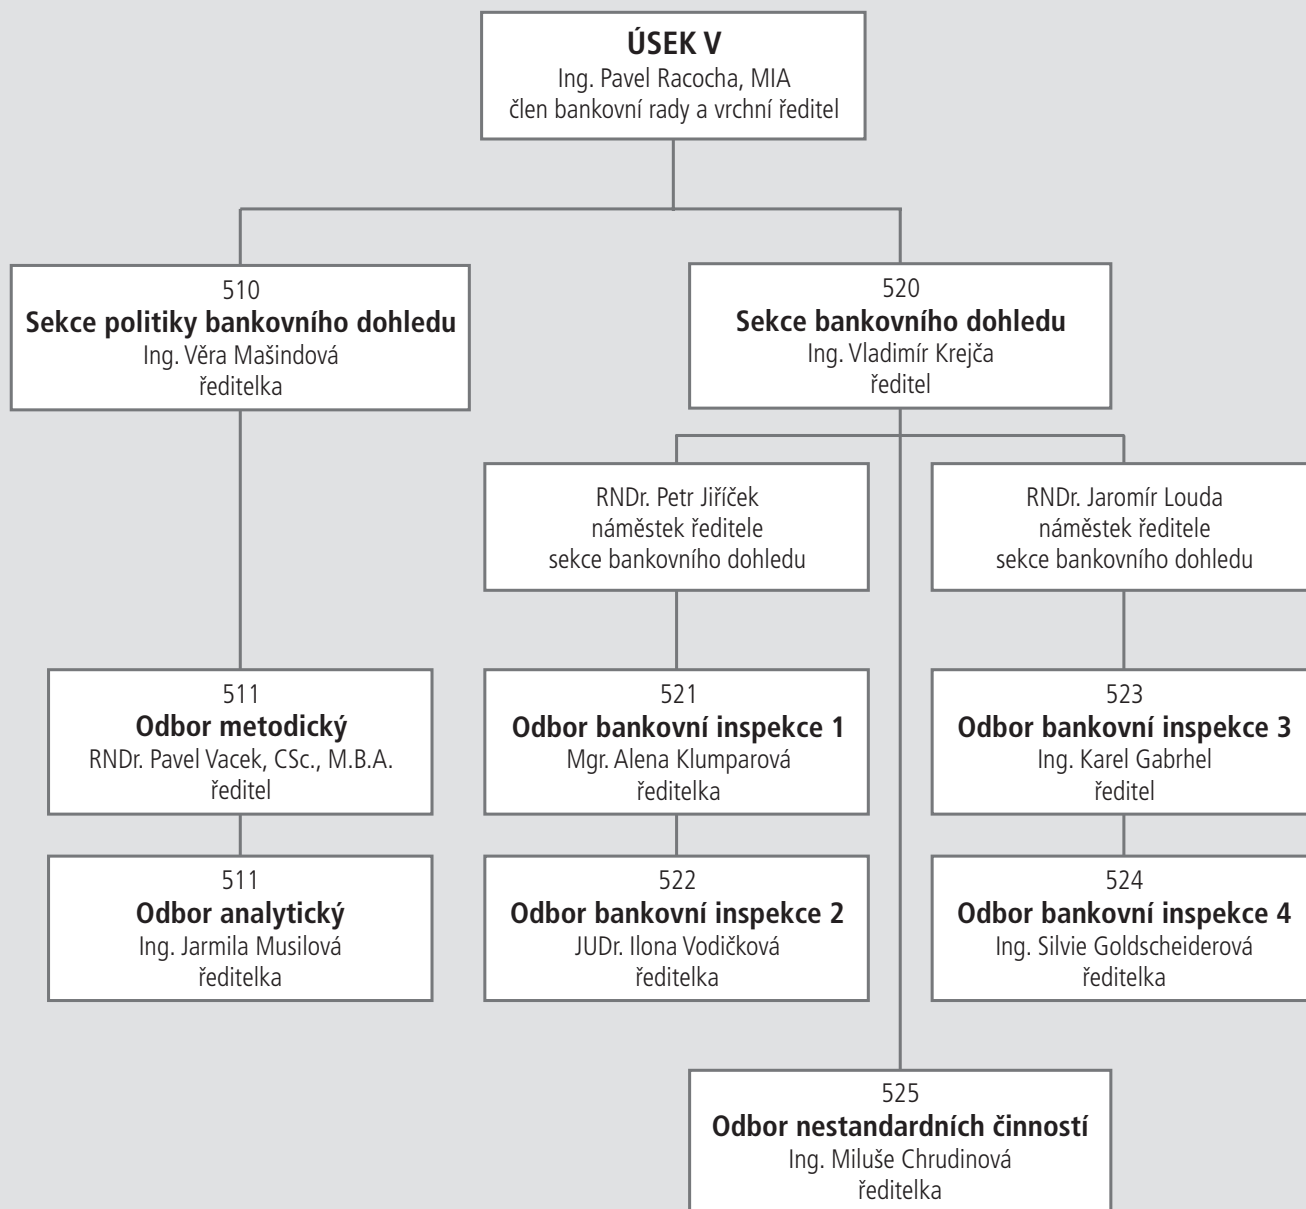 ÚSEK V
Ing. Pavel Racocha, MIA
člen bankovní rady a vrchní ředitel
510
Sekce politiky bankovního dohledu
Ing. Věra Mašindová
ředitelka
520
Sekce bankovního dohledu
Ing. Vladimír Krejča
ředitel
RNDr. Petr Jiříček
náměstek ředitele
sekce bankovního dohledu
RNDr. Jaromír Louda
náměstek ředitele
sekce bankovního dohledu
511
Odbor metodický
RNDr. Pavel Vacek, CSc., M.B.A.
ředitel
521
Odbor bankovní inspekce 1
Mgr. Alena Klumparová
ředitelka
523
Odbor bankovní inspekce 3
Ing. Karel Gabrhel
ředitel
511
Odbor analytický
Ing. Jarmila Musilová
ředitelka
522
Odbor bankovní inspekce 2
JUDr. Ilona Vodičková
ředitelka
524
Odbor bankovní inspekce 4
Ing. Silvie Goldscheiderová
ředitelka
525
Odbor nestandardních činností
Ing. Miluše Chrudinová
ředitelka